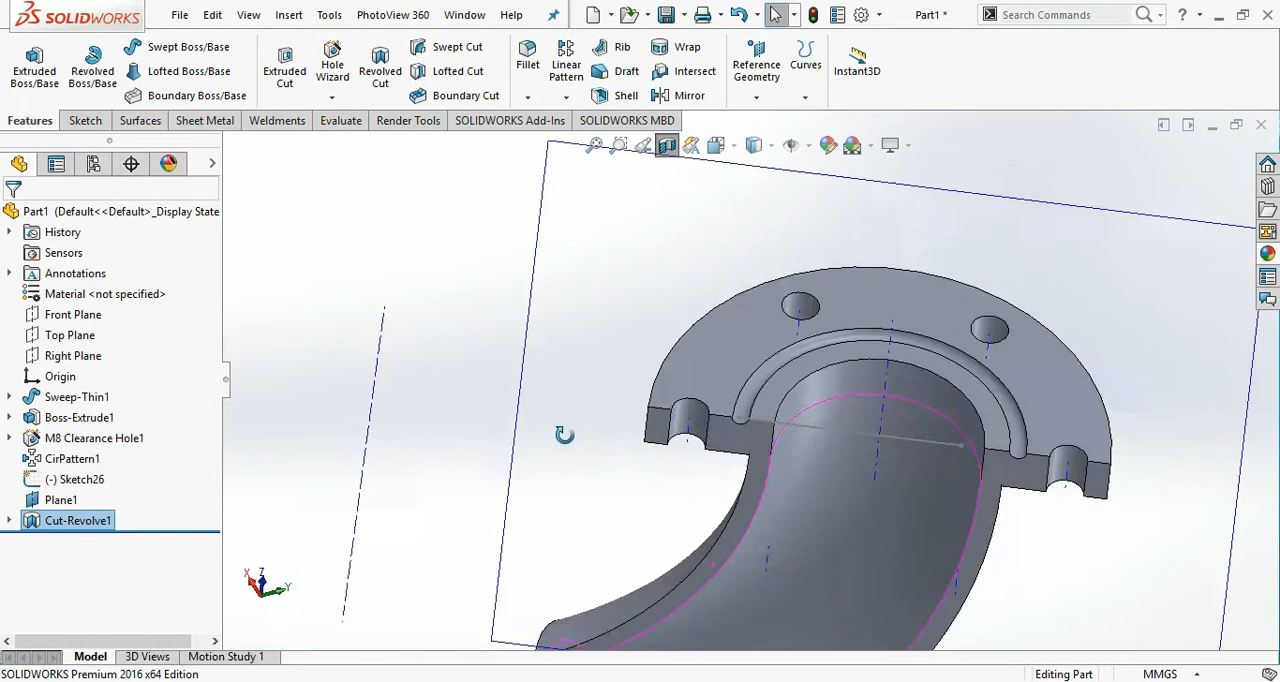 SOLIDWORKS File Edit View Insert Tools PhotoView 360 Window Help Part1 * Search Commands ?
Extruded Boss/Base
Revolved Boss/Base
Swept Boss/Base
Lofted Boss/Base
Boundary Boss/Base
Extruded Cut
Hole Wizard
Revolved Cut
Swept Cut
Lofted Cut
Boundary Cut
Fillet
Linear Pattern
Rib
Draft
Shell
Wrap
Intersect
Mirror
Reference Geometry
Curves
Instant3D
Features Sketch Surfaces Sheet Metal Weldments Evaluate Render Tools SOLIDWORKS Add-Ins SOLIDWORKS MBD
Part1 (Default<<Default>_Display State
History
Sensors
Annotations
Material <not specified>
Front Plane
Top Plane
Right Plane
Origin
Sweep-Thin1
Boss-Extrude1
M8 Clearance Hole1
CirPattern1
(-) Sketch26
Plane1
Cut-Revolve1
X Z Y
Model 3D Views Motion Study 1
SOLIDWORKS Premium 2016 x64 Edition Editing Part MMGS